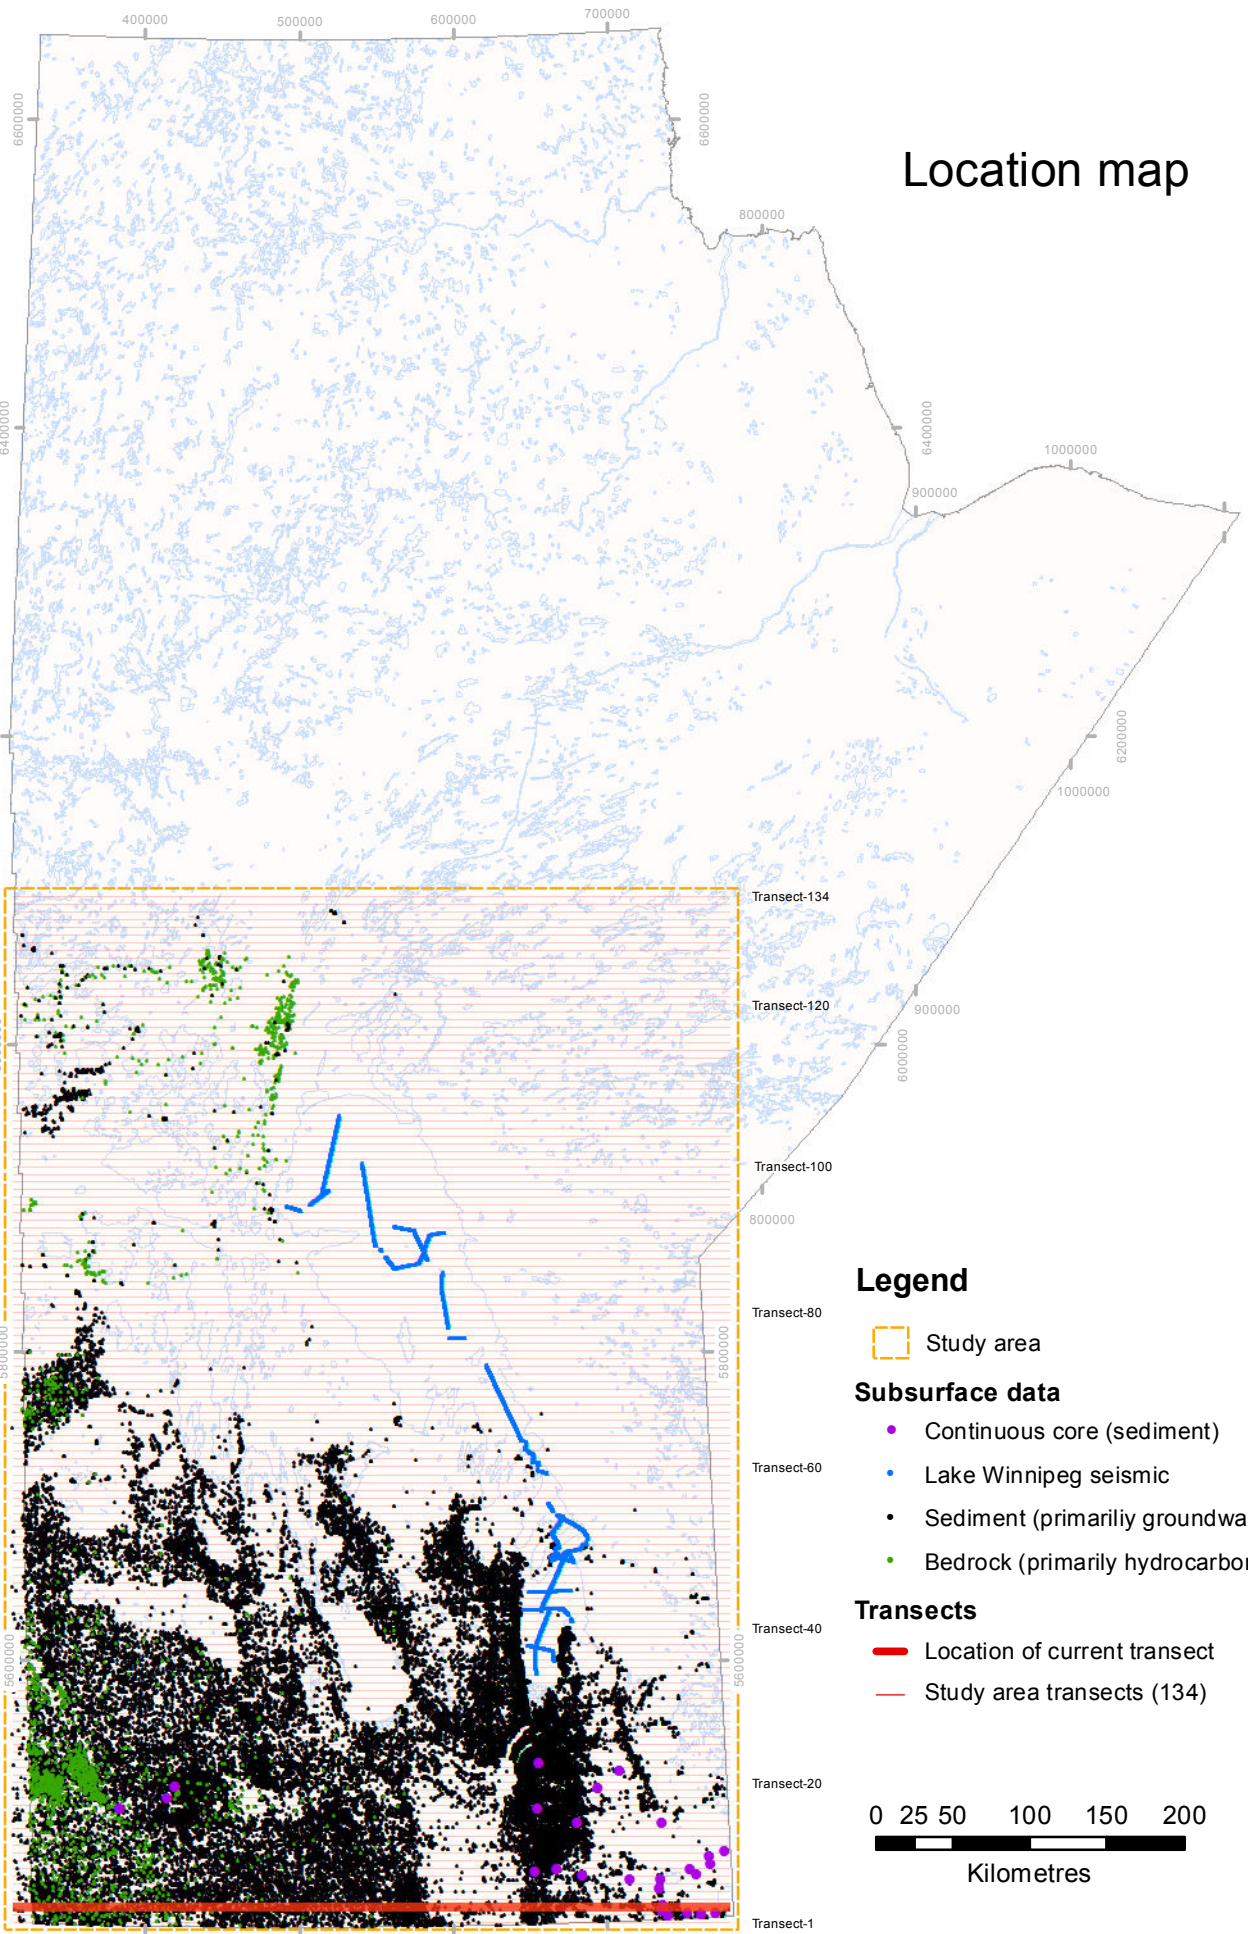 400000
500000
600000
700000
6600000
6600000
Location map
800000
6400000
6400000
1000000
900000
6200000
1000000
Transect-134
Transect-120
900000
6000000
Transect-100
800000
Legend
Transect-80
Study area
5800000
5800000
Subsurface data
Continuous core (sediment)
Transect-60
Lake Winnipeg seismic
Sediment (primariliy groundwa
Bedrock (primarily hydrocarbon
Transects
Transect-40
Location of current transect
5600000
5600000
Study area transects (134)
Transect-20
0 25 50 100 150 200
Kilometres
Transect-1